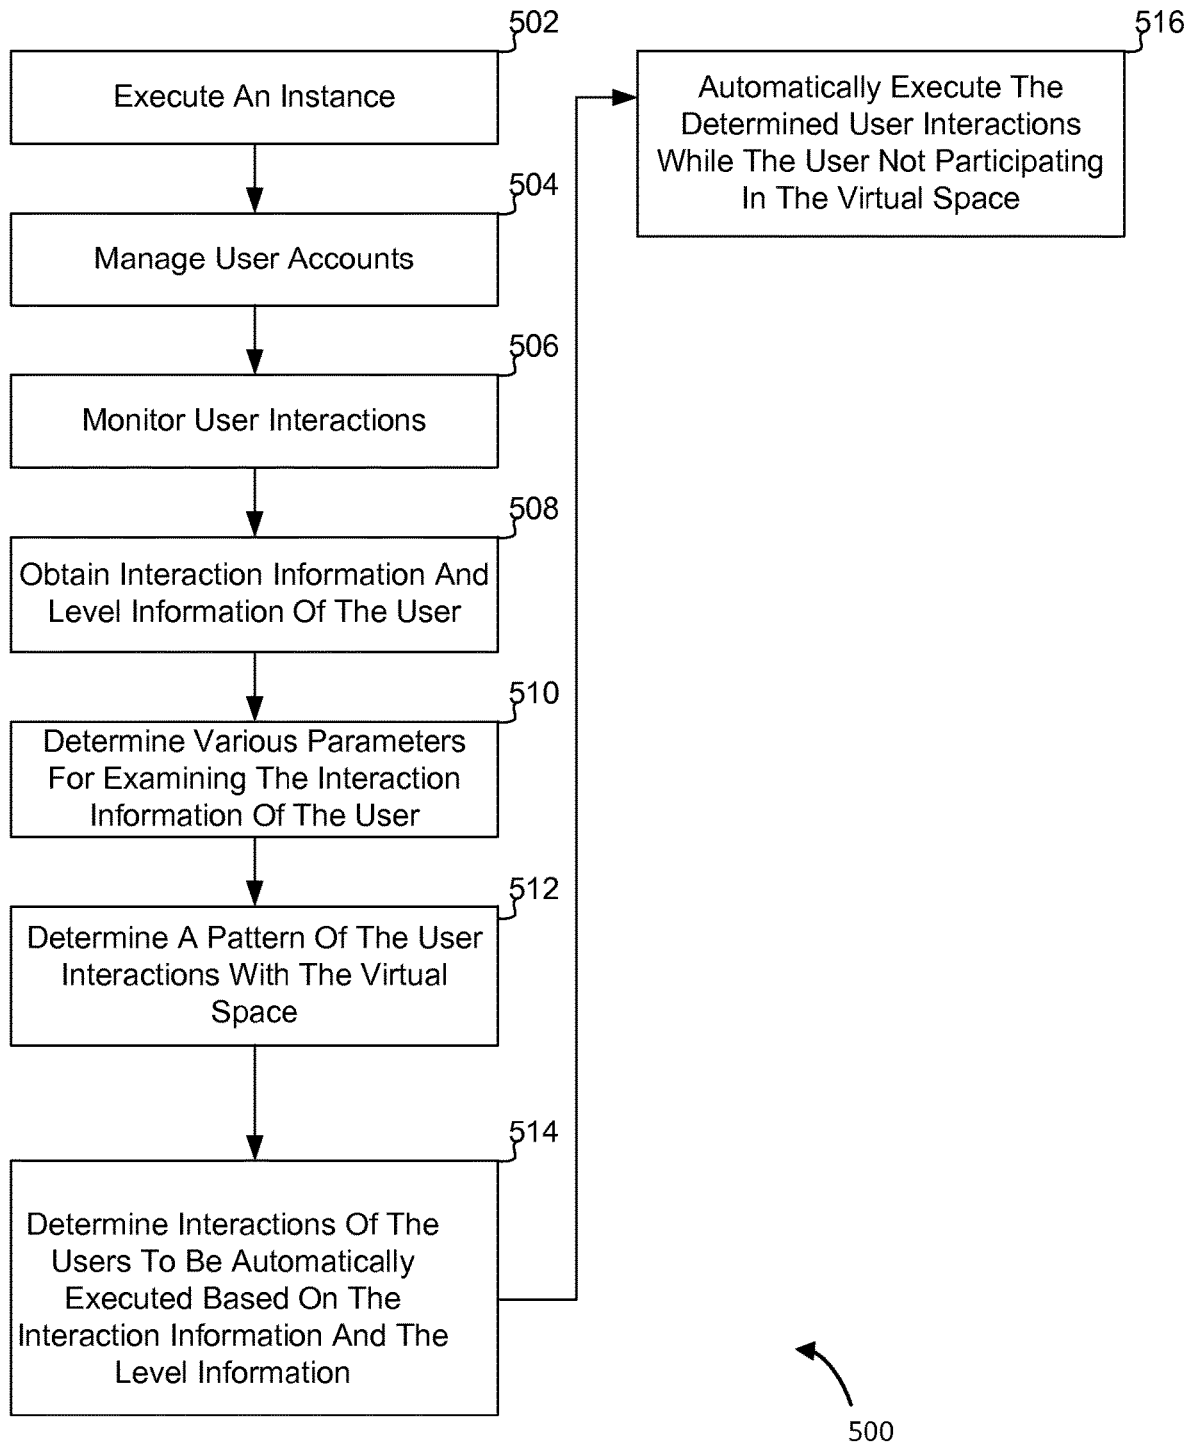 502
Execute An Instance
504
Manage User Accounts
506
Monitor User Interactions
508
Obtain Interaction Information And
Level Information Of The User
510
Determine Various Parameters
For Examining The Interaction
Information Of The User
512
Determine A Pattern Of The User
Interactions With The Virtual
Space
514
Determine Interactions Of The
Users To Be Automatically
Executed Based On The
Interaction Information And The
Level Information
516
Automatically Execute The
Determined User Interactions
While The User Not Participating
In The Virtual Space
500